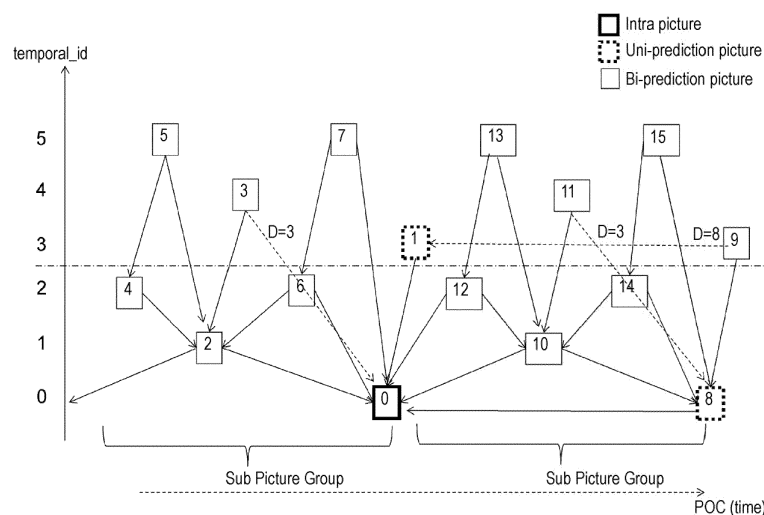 Intra picture
temporal_id
Uni-prediction picture
Bi-prediction picture
5 5 7 13 15
4 3 11
3 D=3 1 D=3 D=8 9
2 4 6 12 14
1 2 10
0 0 8
Sub Picture Group Sub Picture Group
POC (time)